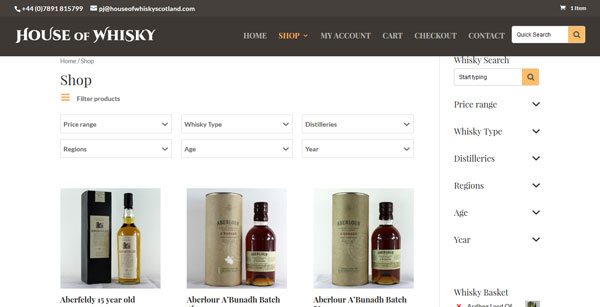 +44 (0)7891 815799 pj@houseofwhiskyscotland.com 1 Item
HOUSE OF WHISKY HOME SHOP MY ACCOUNT CART CHECKOUT CONTACT Quick Search
Home / Shop
Shop
Filter products
Price range Whisky Type Distilleries
Regions Age Year
ABERLOUR
ABERLOUR
Aberfeldy 15 year old Aberlour A'Bunadh Batch Aberlour A'Bunadh Batch
Whisky Search
Start typing
Price range
Whisky Type
Distilleries
Regions
Age
Year
Whisky Basket
Ardbeg Lord Of